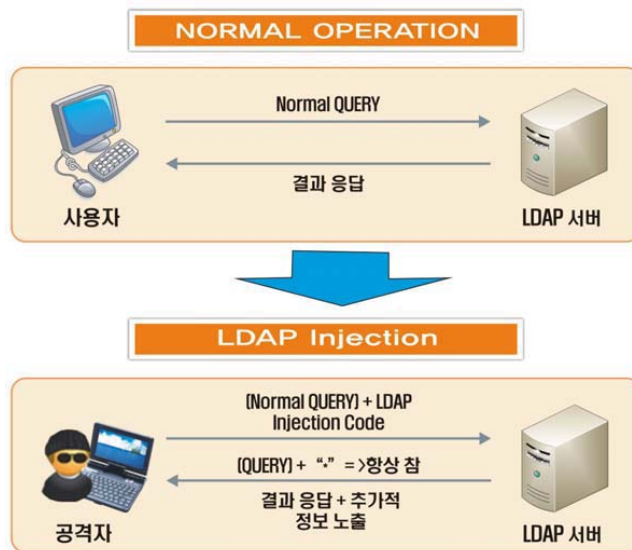 NORMAL OPERATION
Normal QUERY
결과 응답
사용자
LDAP 서버
LDAP Injection
(Normal QUERY) + LDAP
Injection Code
(QUERY) + “*” = >항상 참
결과 응답 + 추가적
정보 노출
공격자
LDAP 서버